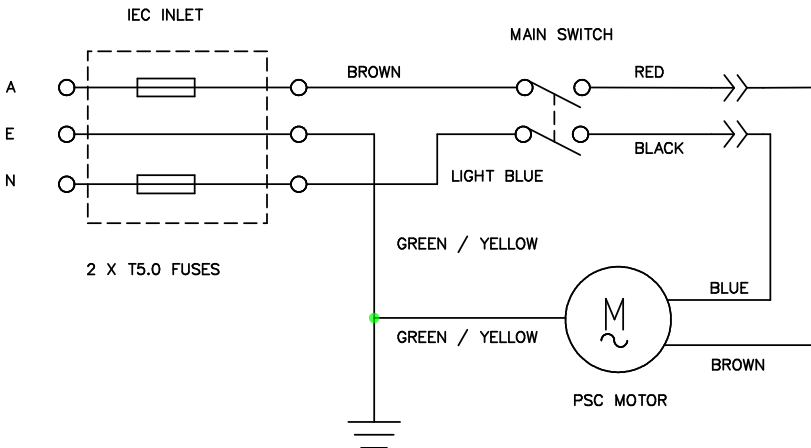 IEC INLET
MAIN SWITCH
A
BROWN
RED
E
BLACK
N
LIGHT BLUE
GREEN / YELLOW
2 X T5.0 FUSES
BLUE
M
GREEN / YELLOW
BROWN
PSC MOTOR